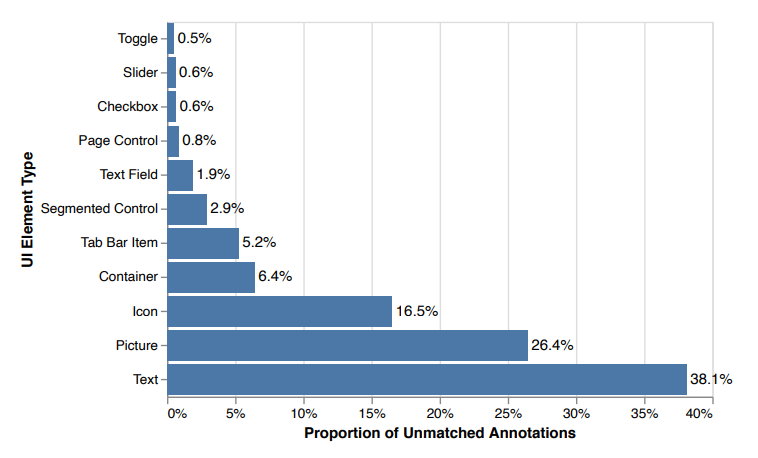 Toggle 0.5%
Slider 0.6%
Checkbox 0.6%
Page Control 0.8%
Text Field 1.9%
Segmented Control 2.9%
Tab Bar Item 5.2%
Container 6.4%
Icon 16.5%
Picture 26.4%
Text 38.1%
UI Element Type
0% 5% 10% 15% 20% 25% 30% 35% 40%
Proportion of Unmatched Annotations